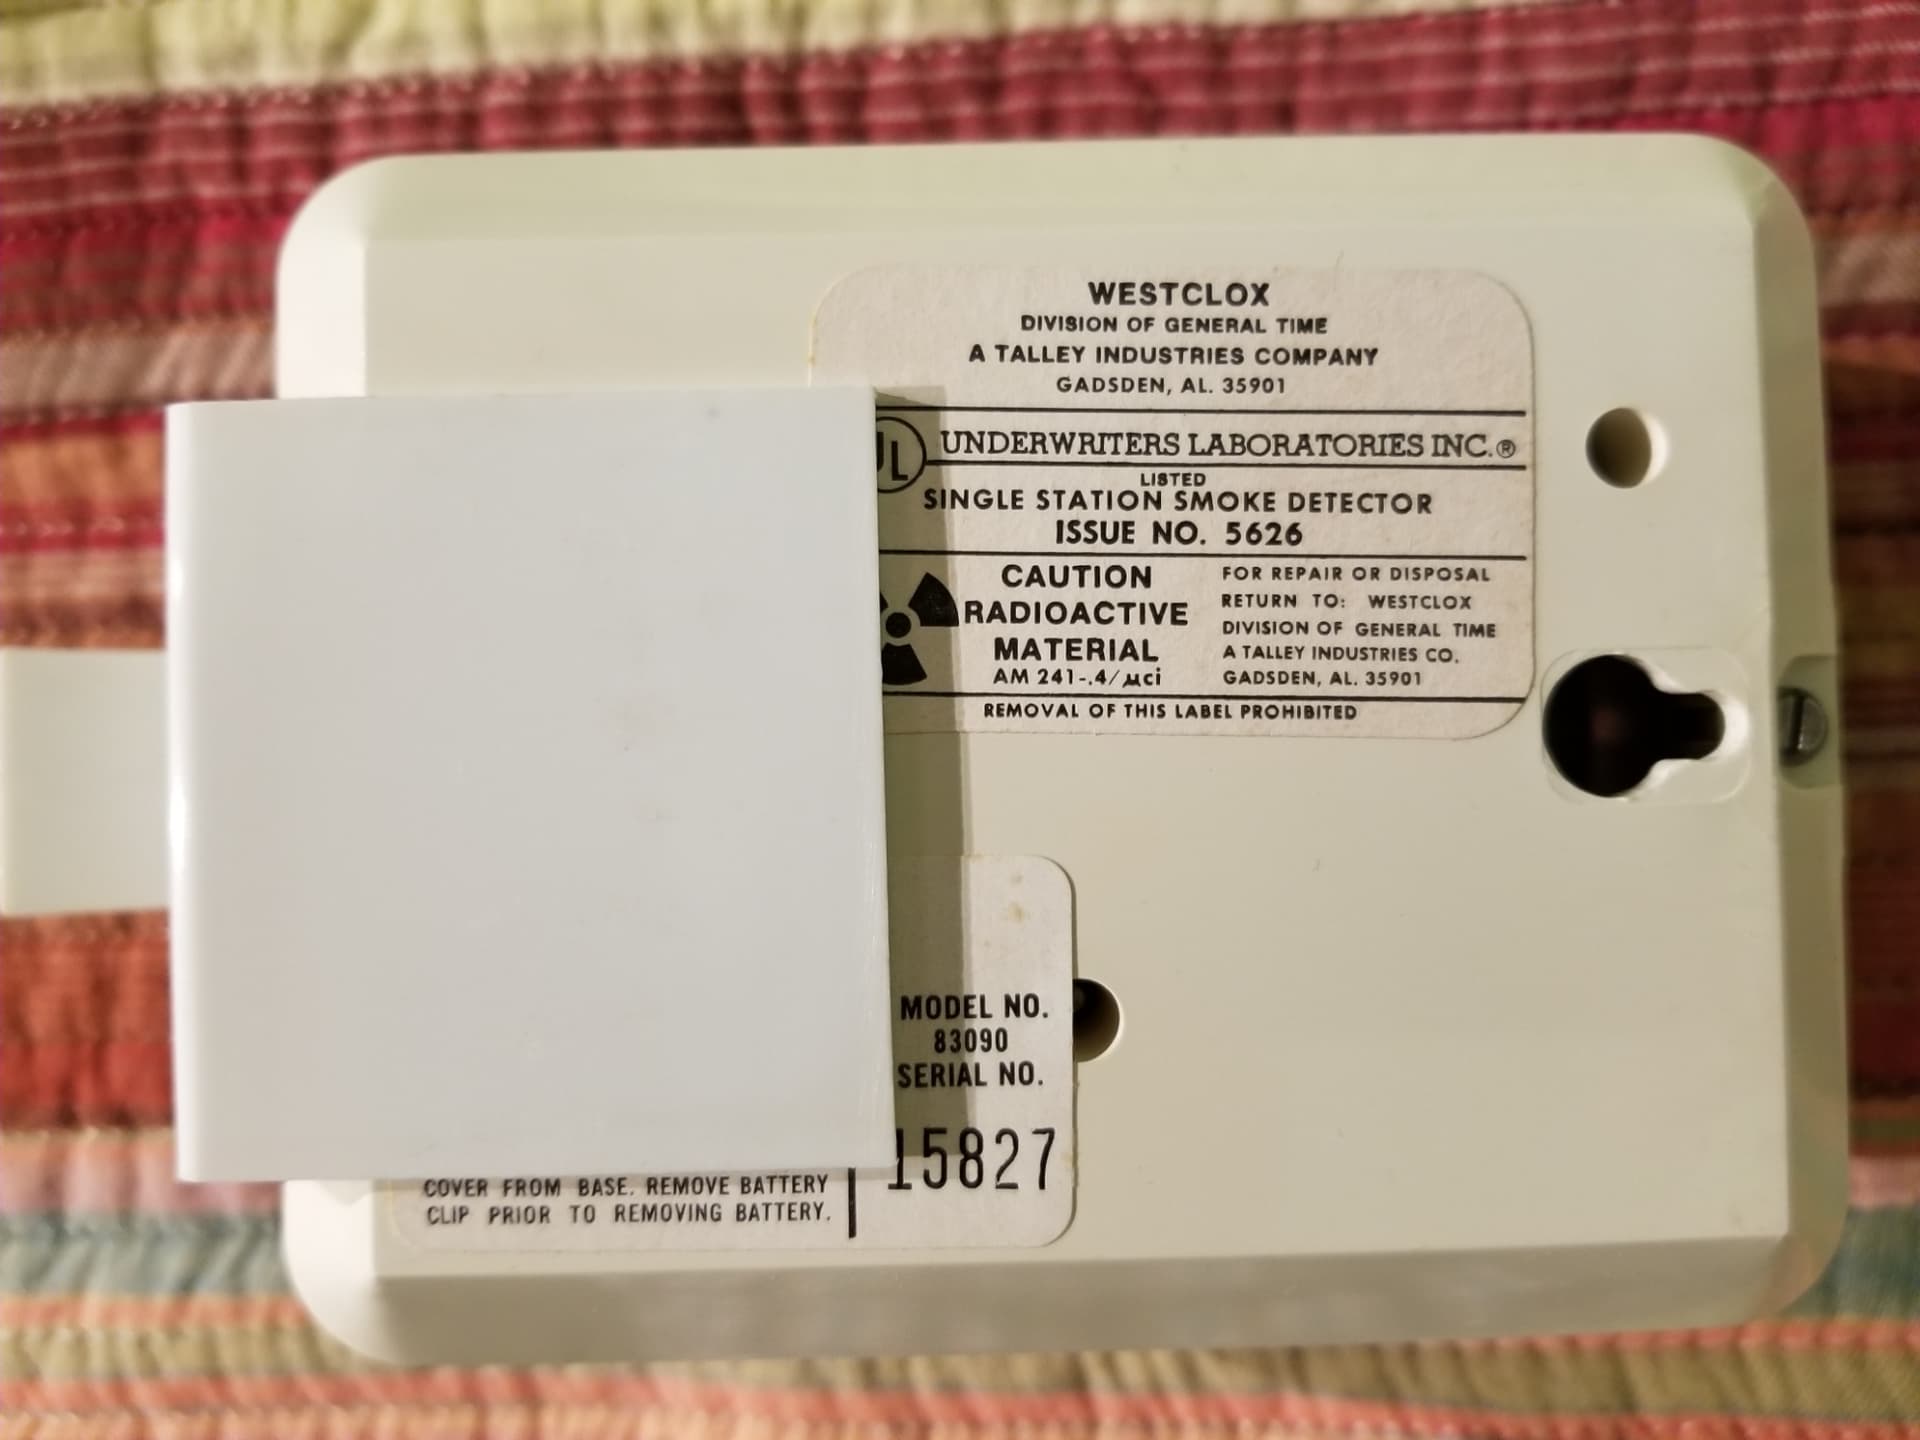 WESTCLOX
DIVISION OF GENERAL TIME
A TALLEY INDUSTRIES COMPANY
GADSDEN, AL. 35901
UL UNDERWRITERS LABORATORIES INC.®
LISTED
SINGLE STATION SMOKE DETECTOR
ISSUE NO. 5626
CAUTION
RADIOACTIVE
MATERIAL
AM 241-.4/μci
FOR REPAIR OR DISPOSAL
RETURN TO: WESTCLOX
DIVISION OF GENERAL TIME
A TALLEY INDUSTRIES CO.
GADSDEN, AL. 35901
REMOVAL OF THIS LABEL PROHIBITED
MODEL NO.
83090
SERIAL NO.
15827
COVER FROM BASE. REMOVE BATTERY
CLIP PRIOR TO REMOVING BATTERY.